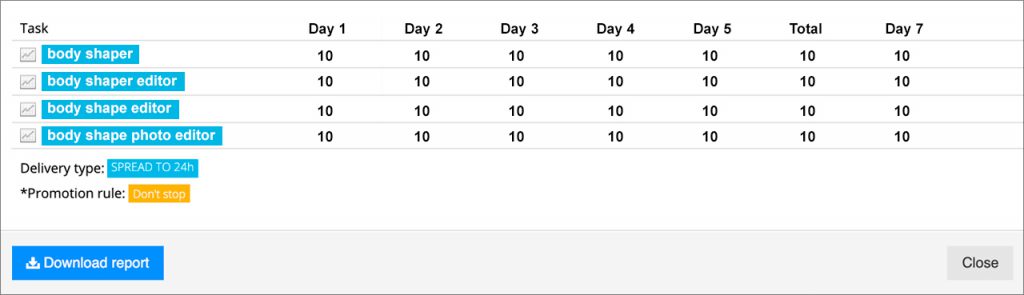 Task Day 1 Day 2 Day 3 Day 4 Day 5 Total Day 7
body shaper 10 10 10 10 10 10 10
body shaper editor 10 10 10 10 10 10 10
body shape editor 10 10 10 10 10 10 10
body shape photo editor 10 10 10 10 10 10 10
Delivery type: SPREAD TO 24h
*Promotion rule: Don't stop
Download report Close